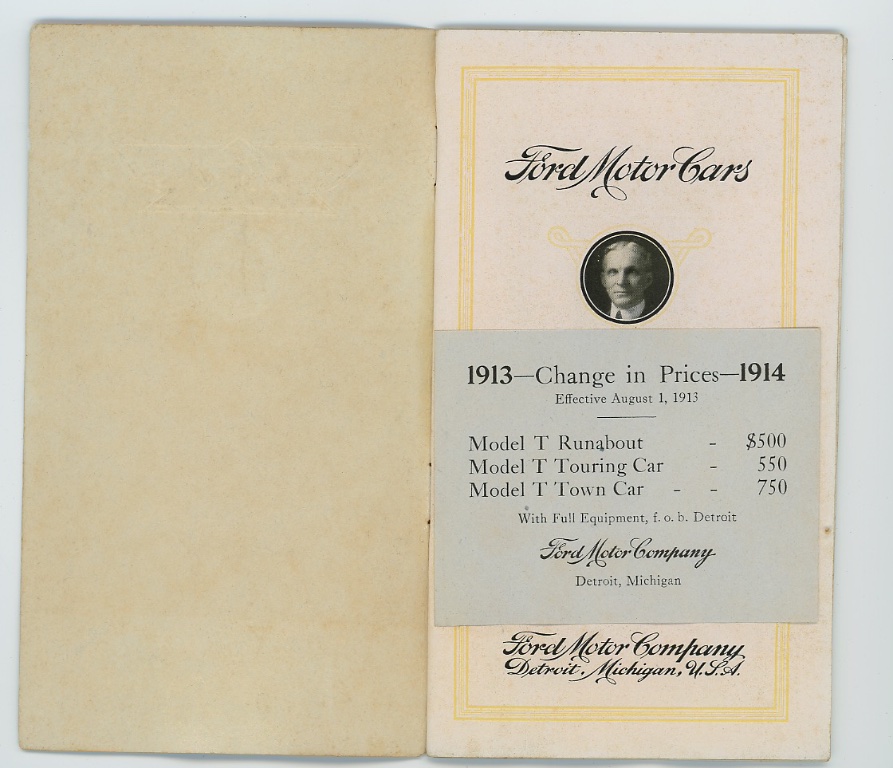 Ford Motor Cars
1913—Change in Prices—1914
Effective August 1, 1913
Model T Runabout - $500
Model T Touring Car - 550
Model T Town Car - - 750
With Full Equipment, f. o. b. Detroit
Ford Motor Company
Detroit, Michigan
Ford Motor Company
Detroit, Michigan, U.S.A.